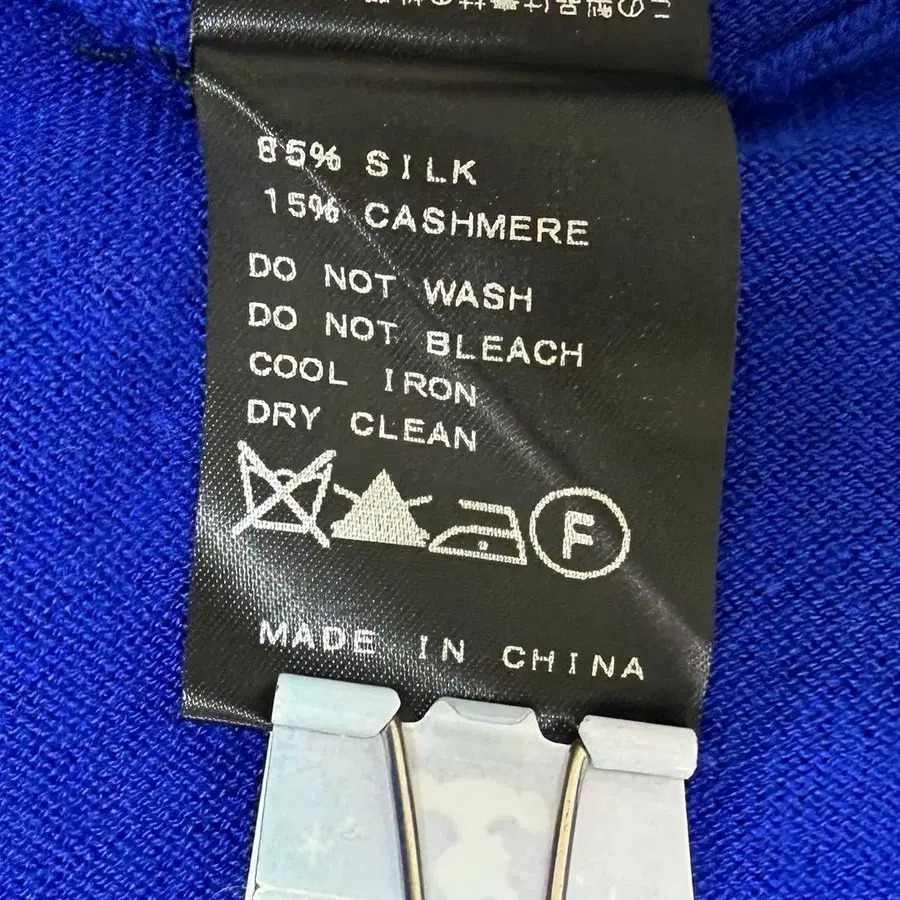 85% SILK
15% CASHMERE
DO NOT WASH
DO NOT BLEACH
COOL IRON
DRY CLEAN
F
MADE IN CHINA